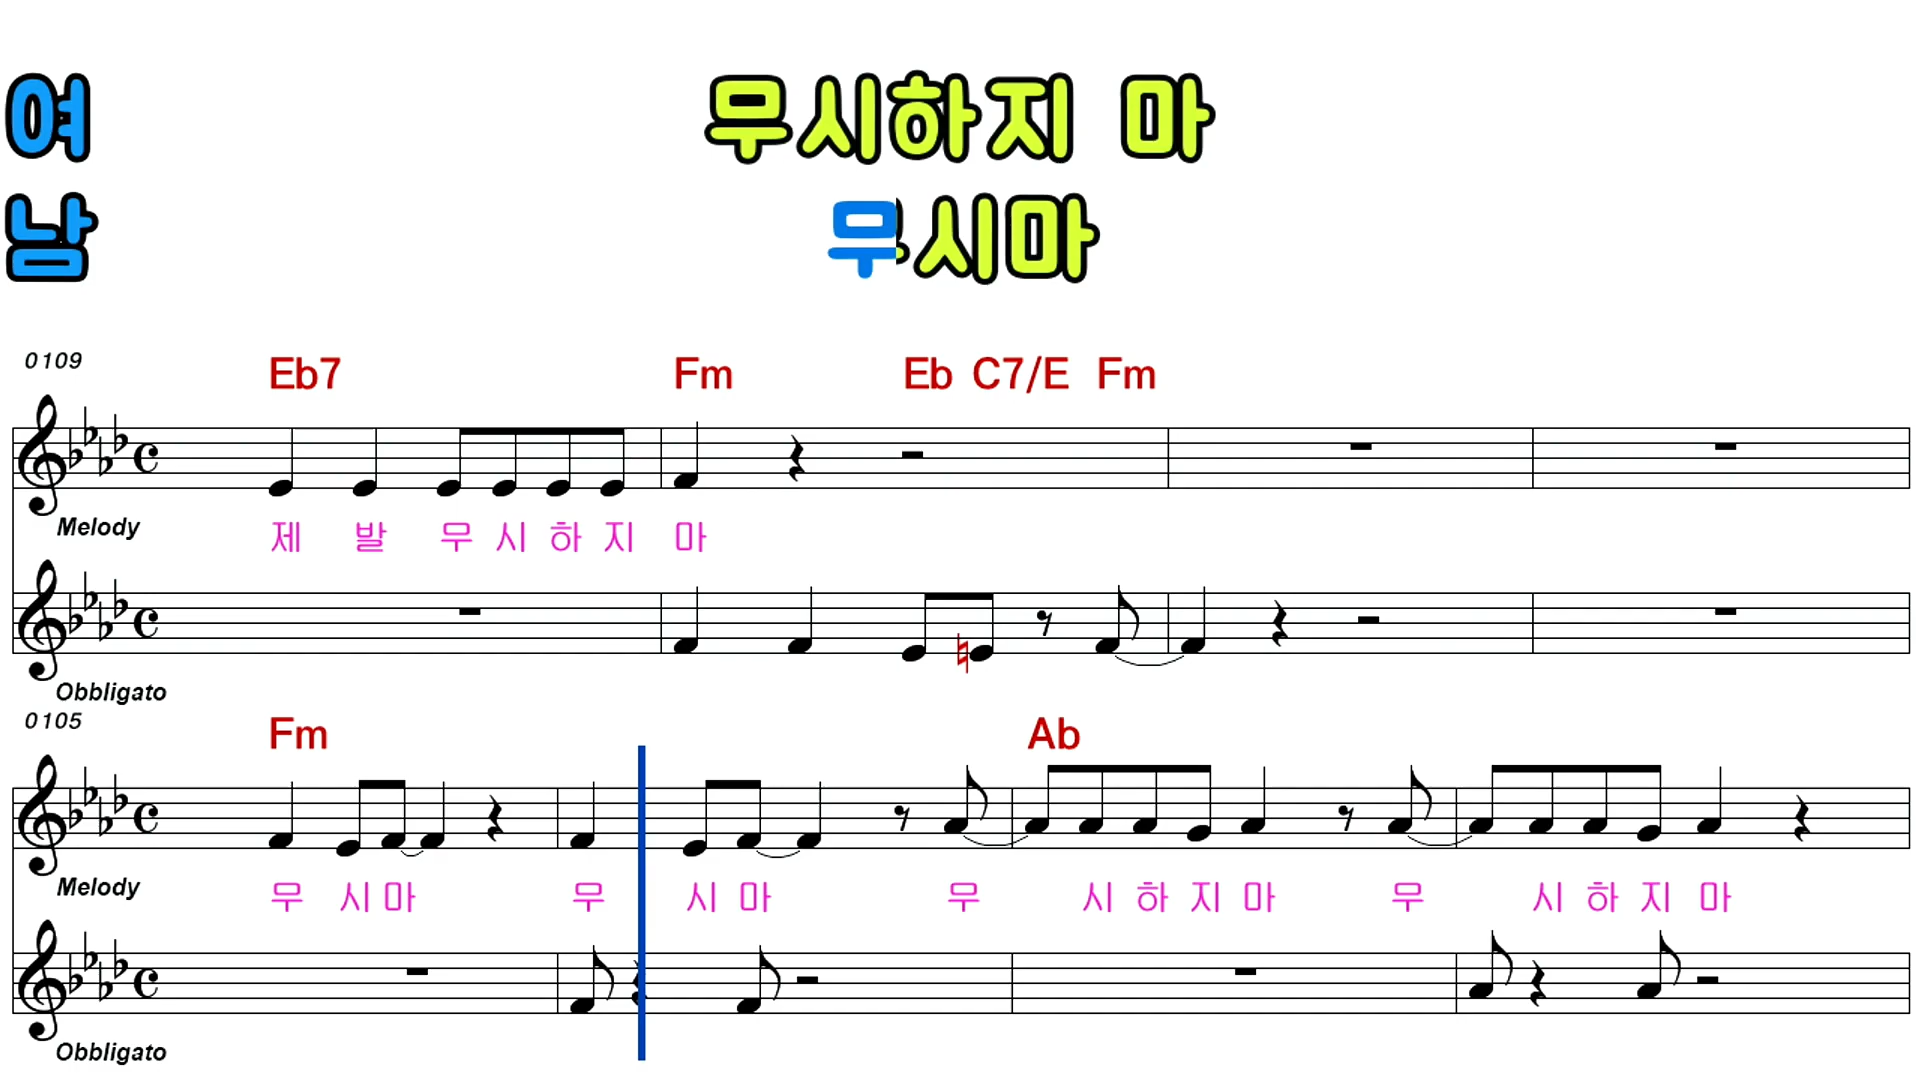 여 무시하지 마
남 무시마
0109
Eb7 Fm Eb C7/E Fm
Melody
제 발 무 시 하 지 마
Obbligato
0105
Fm Ab
Melody
무 시 마 무 시 마 무 시 하 지 마 무 시 하 지 마
Obbligato